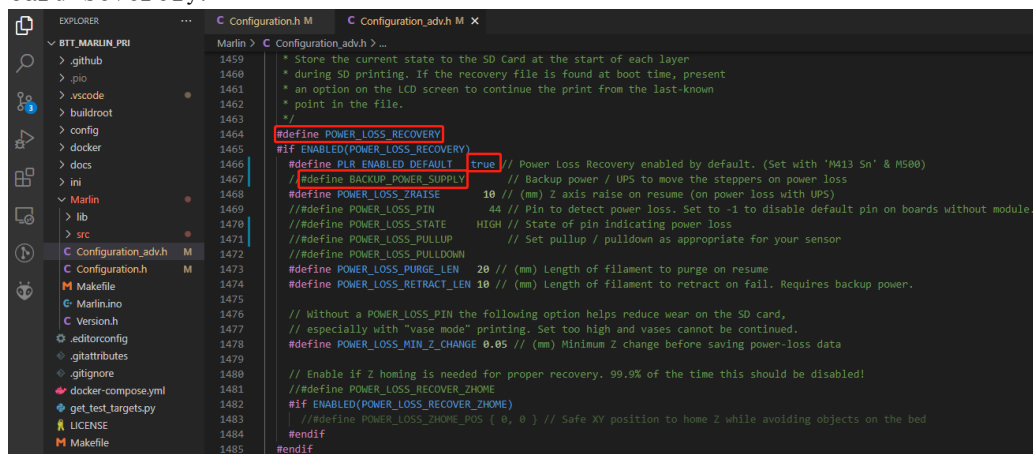 EXPLORER
BTT_MARLIN_PRI
.github
.pio
.vscode
buildroot
config
docker
docs
ini
Marlin
lib
src
C Configuration_adv.h M
C Configuration.h M
M Makefile
Marlin.ino
C Version.h
.editorconfig
.gitattributes
.gitignore
docker-compose.yml
get_test_targets.py
LICENSE
M Makefile
3
C Configuration.h M
C Configuration_adv.h M ×
Marlin > C Configuration_adv.h > ...
1459 * Store the current state to the SD Card at the start of each layer
1460 * during SD printing. If the recovery file is found at boot time, present
1461 * an option on the LCD screen to continue the print from the last-known
1462 * point in the file.
1463 */
1464 #define POWER_LOSS_RECOVERY
1465 #if ENABLED(POWER_LOSS_RECOVERY)
1466 #define PLR_ENABLED_DEFAULT true // Power Loss Recovery enabled by default. (Set with 'M413 Sn' & M500)
1467 //#define BACKUP_POWER_SUPPLY // Backup power / UPS to move the steppers on power loss
1468 #define POWER_LOSS_ZRAISE 10 // (mm) Z axis raise on resume (on power loss with UPS)
1469 //#define POWER_LOSS_PIN 44 // Pin to detect power loss. Set to -1 to disable default pin on boards without module.
1470 //#define POWER_LOSS_STATE HIGH // State of pin indicating power loss
1471 //#define POWER_LOSS_PULLUP // Set pullup / pulldown as appropriate for your sensor
1472 //#define POWER_LOSS_PULLDOWN
1473 #define POWER_LOSS_PURGE_LEN 20 // (mm) Length of filament to purge on resume
1474 #define POWER_LOSS_RETRACT_LEN 10 // (mm) Length of filament to retract on fail. Requires backup power.
1475
1476 // Without a POWER_LOSS_PIN the following option helps reduce wear on the SD card,
1477 // especially with "vase mode" printing. Set too high and vases cannot be continued.
1478 #define POWER_LOSS_MIN_Z_CHANGE 0.05 // (mm) Minimum Z change before saving power-loss data
1479
1480 // Enable if Z homing is needed for proper recovery. 99.9% of the time this should be disabled!
1481 //#define POWER_LOSS_RECOVER_ZHOME
1482 #if ENABLED(POWER_LOSS_RECOVER_ZHOME)
1483 //#define POWER_LOSS_ZHOME_POS { 0, 0 } // Safe XY position to home Z while avoiding objects on the bed
1484 #endif
1485 #endif